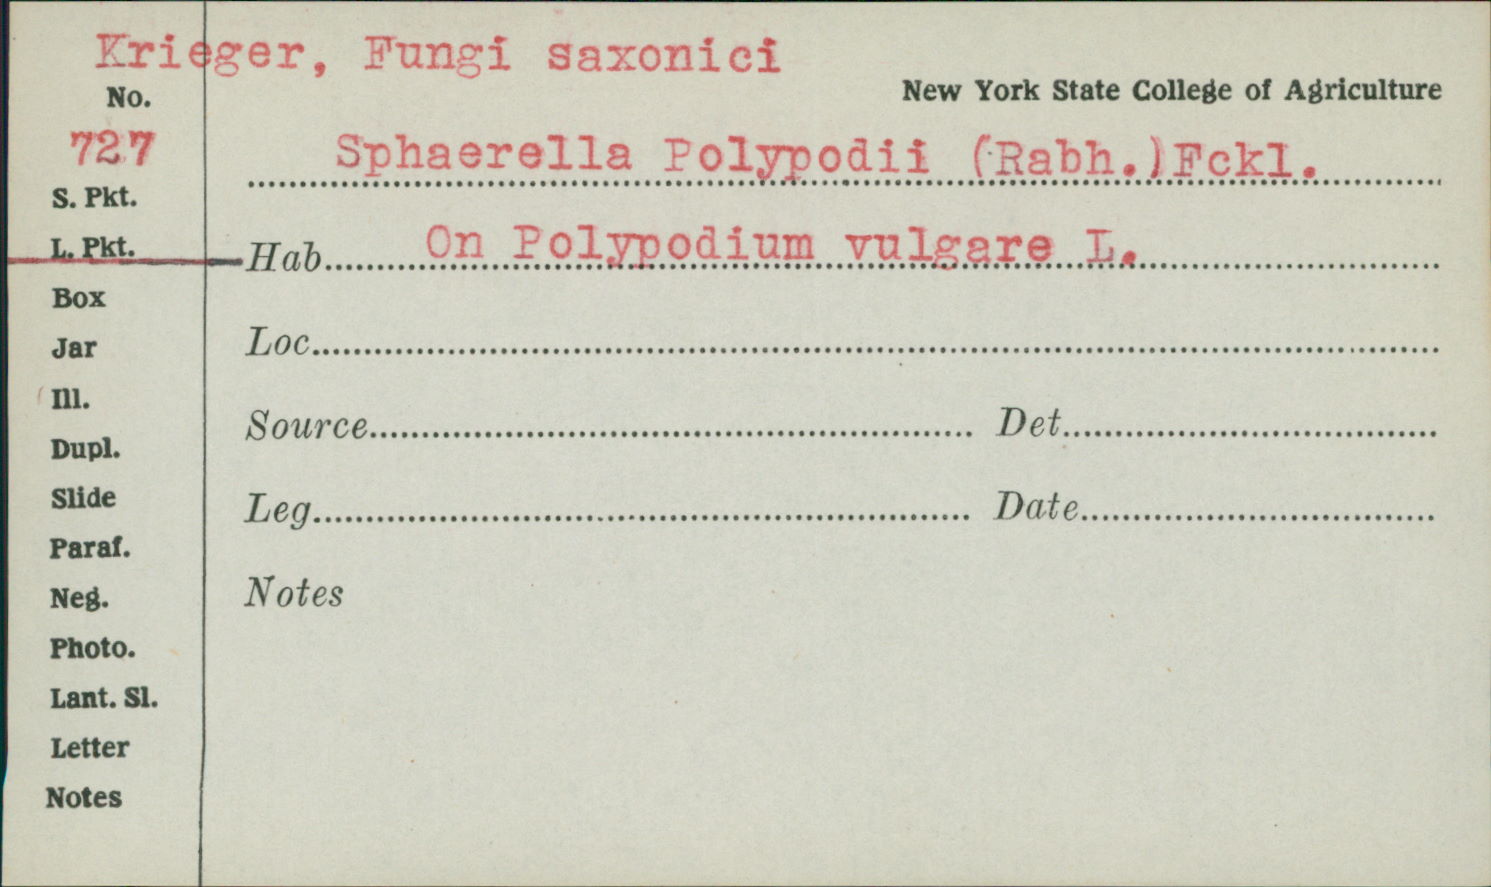 Krieger, Fungi saxonici
No.
New York State College of Agriculture
727
Sphaerella Polypodii (Rabh.)Fckl.
S. Pkt.
L. Pkt.
Hab. On Polypodium vulgare L.
Box
Jar
Loc.
Ill.
Source Det.
Dupl.
Slide
Leg. Date
Paraf.
Neg.
Notes
Photo.
Lant. Sl.
Letter
Notes